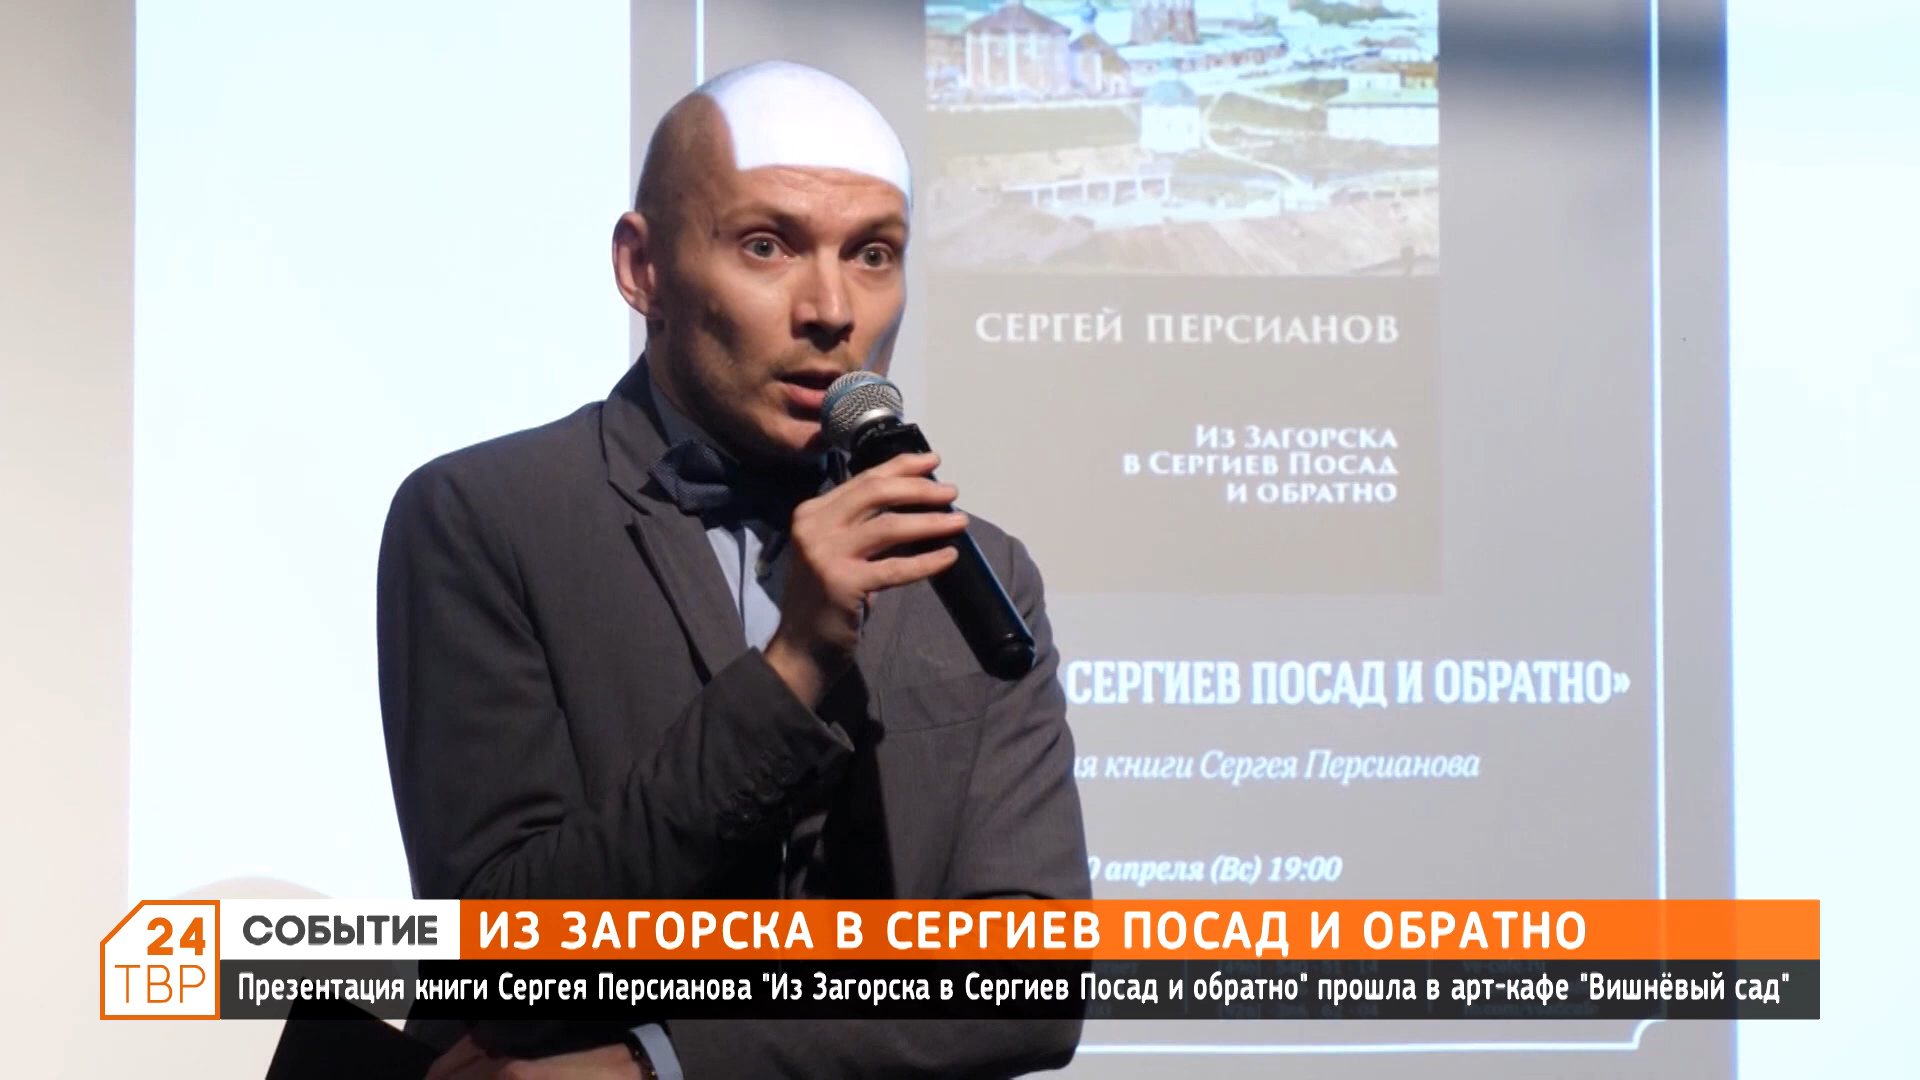 СЕРГЕЙ ПЕРСИАНОВ
Из Загорска
в Сергиев Посад
и обратно
СЕРГИЕВ ПОСАД И ОБРАТНО»
книги Сергея Персианова
апреля (Вс) 19:00
24
ТВР
СОБЫТИЕ
ИЗ ЗАГОРСКА В СЕРГИЕВ ПОСАД И ОБРАТНО
Презентация книги Сергея Персианова "Из Загорска в Сергиев Посад и обратно" прошла в арт-кафе "Вишнёвый сад"